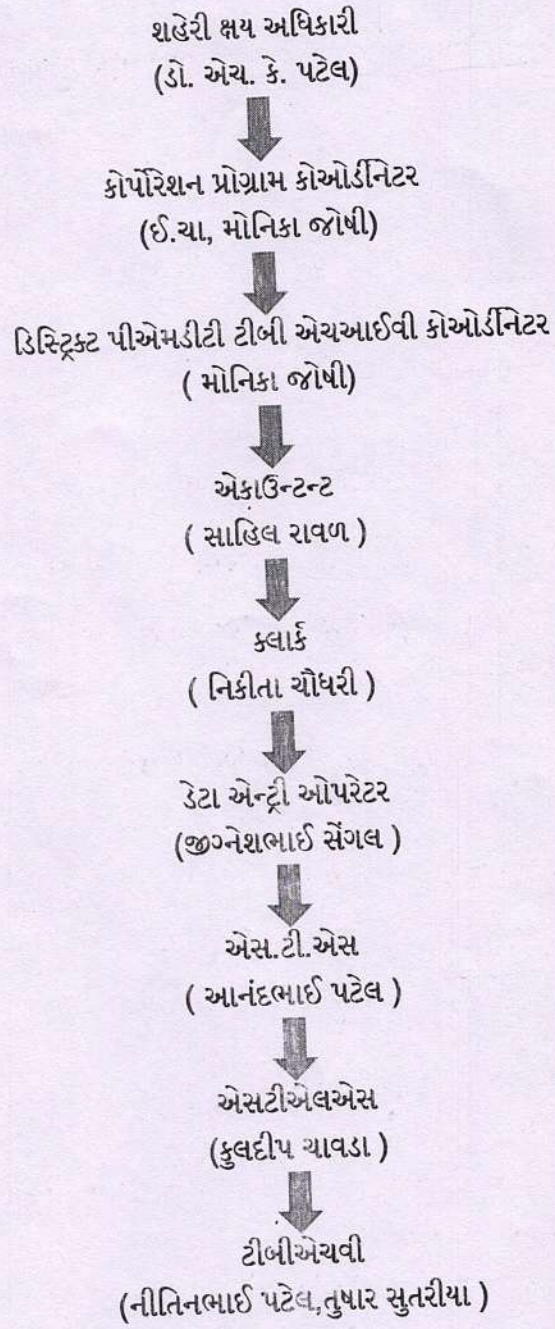 શહેરી ક્ષય અધિકારી
(ડો. એચ. કે. પટેલ)
કોર્પોરેશન પ્રોગ્રામ કોઓર્ડીનેટર
(ઈ.ચા, મોનિકા જોષી)
ડિસ્ટ્રિક્ટ પીએમડીટી ટીબી એચઆઈવી કોઓર્ડીનેટર
( મોનિકા જોષી)
એકાઉન્ટન્ટ
( સાહિલ રાવળ )
ક્લાર્ક
( નિકીતા ચૌધરી )
ડેટા એન્ટ્રી ઓપરેટર
(જીગ્નેશભાઈ સેંગલ )
એસ.ટી.એસ
( આનંદભાઈ પટેલ )
એસટીએલએસ
(કુલદીપ ચાવડા )
ટીબીએચવી
(નીતિનભાઈ પટેલ,તુષાર સુતરીયા )